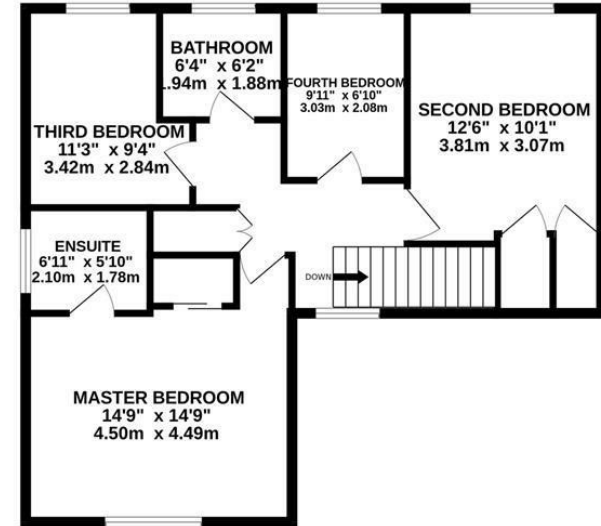 BATHROOM
6'4" x 6'2"
1.94m x 1.88m
FOURTH BEDROOM
9'11" x 6'10"
3.03m x 2.08m
SECOND BEDROOM
12'6" x 10'1"
3.81m x 3.07m
THIRD BEDROOM
11'3" x 9'4"
3.42m x 2.84m
ENSUITE
6'11" x 5'10"
2.10m x 1.78m
DOWN
MASTER BEDROOM
14'9" x 14'9"
4.50m x 4.49m